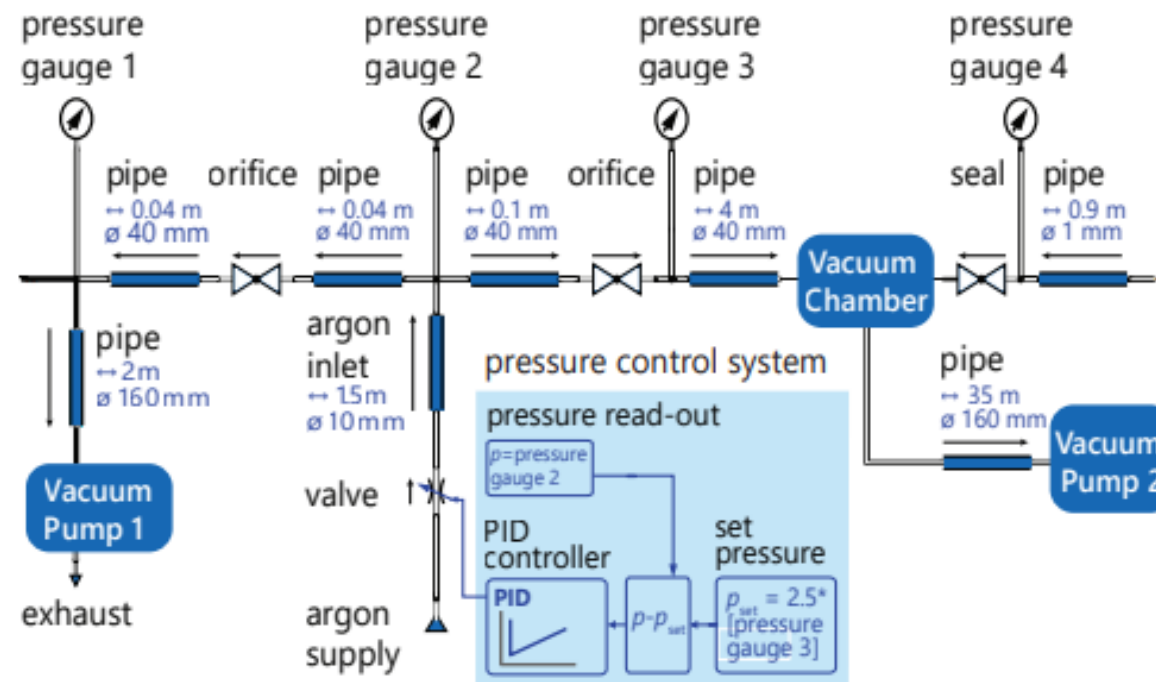 pressure
gauge 1
pressure
gauge 2
pressure
gauge 3
pressure
gauge 4
pipe
↔ 0.04 m
ø 40 mm
orifice
pipe
↔ 0.04 m
ø 40 mm
pipe
↔ 0.1 m
ø 40 mm
orifice
pipe
↔ 4 m
ø 40 mm
seal
pipe
↔ 0.9 m
ø 1 mm
Vacuum
Chamber
pipe
↔ 2m
ø 160 mm
argon
inlet
↔ 1.5m
ø 10 mm
pressure control system
pressure read-out
p=pressure
gauge 2
pipe
↔ 35 m
ø 160 mm
Vacuum
Pump 2
Vacuum
Pump 1
valve
PID
controller
set
pressure
PID
p-pset
pset = 2.5*
[pressure
gauge 3]
exhaust
argon
supply